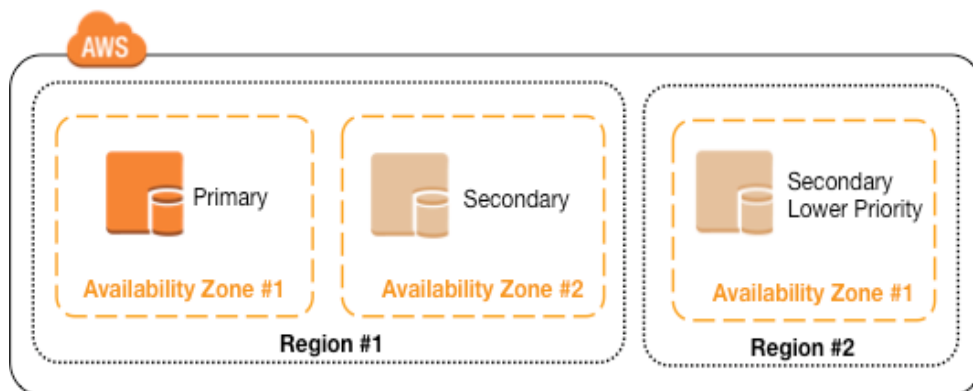 AWS
Primary
Secondary
Secondary
Lower Priority
Availability Zone #1
Availability Zone #2
Availability Zone #1
Region #1
Region #2